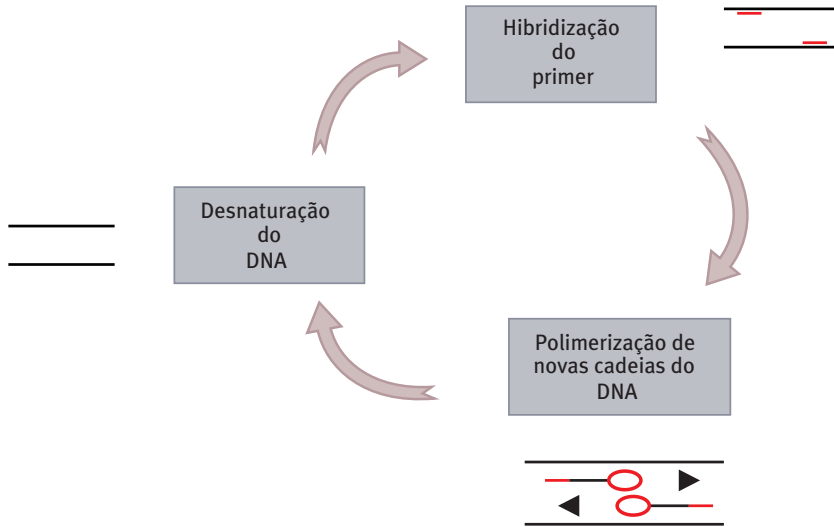 Hibridização
do
primer
Desnaturação
do
DNA
Polimerização de
novas cadeias do
DNA